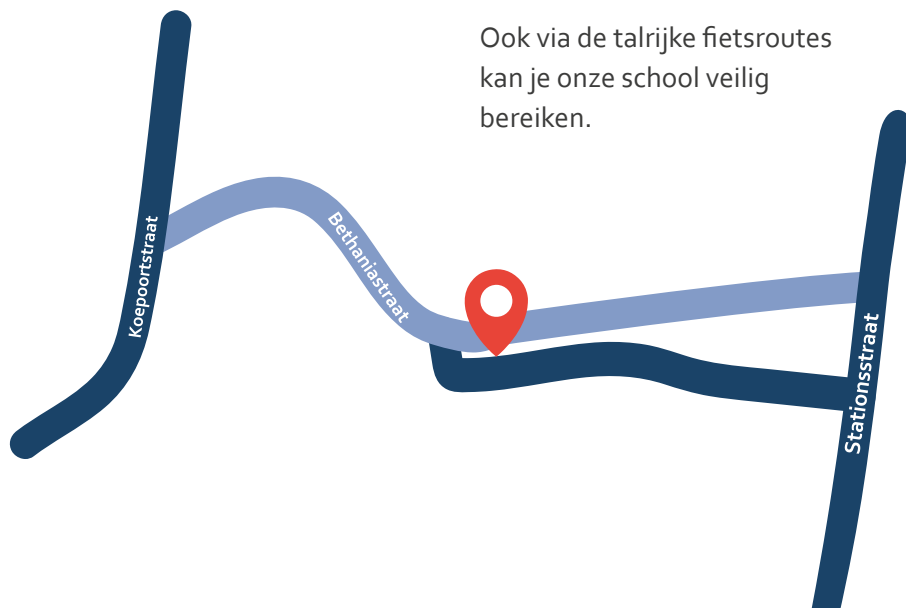 Ook via de talrijke fietsroutes
kan je onze school veilig
bereiken.
Koepoortstraat
Bethaniastraat
Stationsstraat